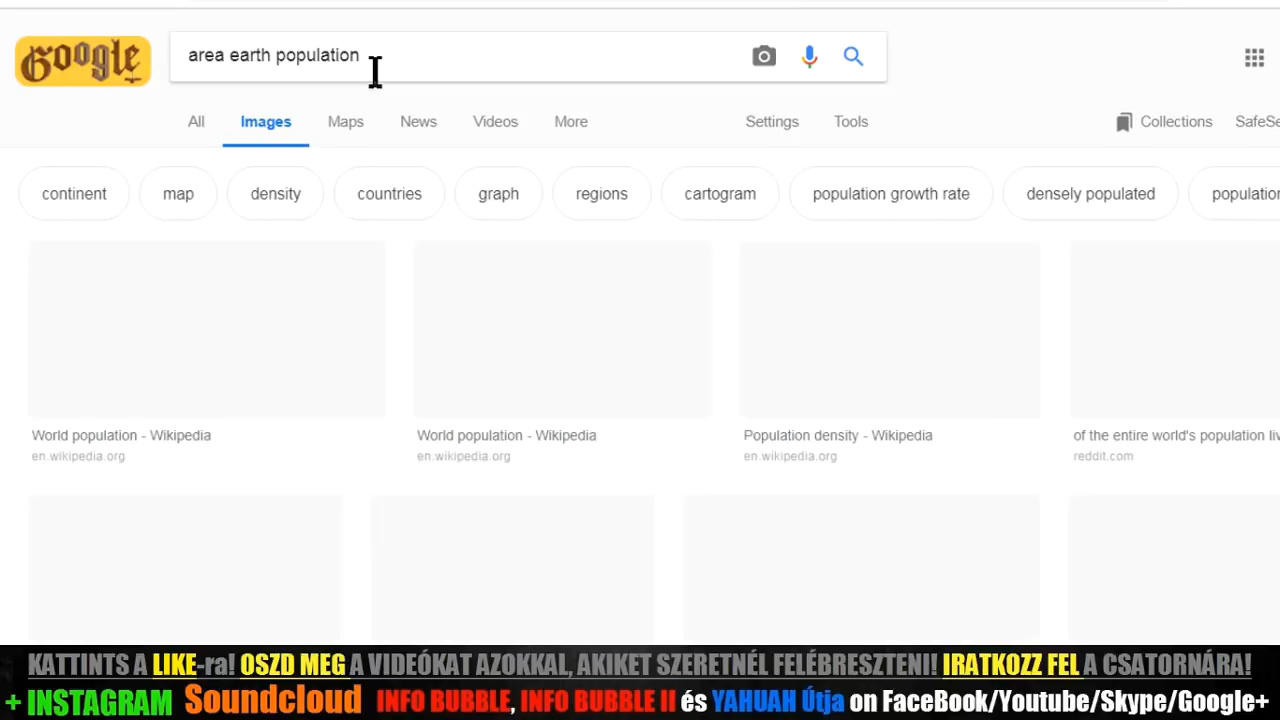 Google
area earth population
All Images Maps News Videos More Settings Tools Collections SafeSe
continent map density countries graph regions cartogram population growth rate densely populated population
World population - Wikipedia World population - Wikipedia Population density - Wikipedia of the entire world's population li
en.wikipedia.org en.wikipedia.org en.wikipedia.org reddit.com
KATTINTS A LIKE-ra! OSZD MEG A VIDEÓKAT AZOKKAL, AKIKET SZERETNÉL FELÉBRESZTENI! IRATKOZZ FEL A CSATORNÁRA!
+ INSTAGRAM Soundcloud INFO BUBBLE, INFO BUBBLE II és YAHUAH Útja on FaceBook/Youtube/Skype/Google+